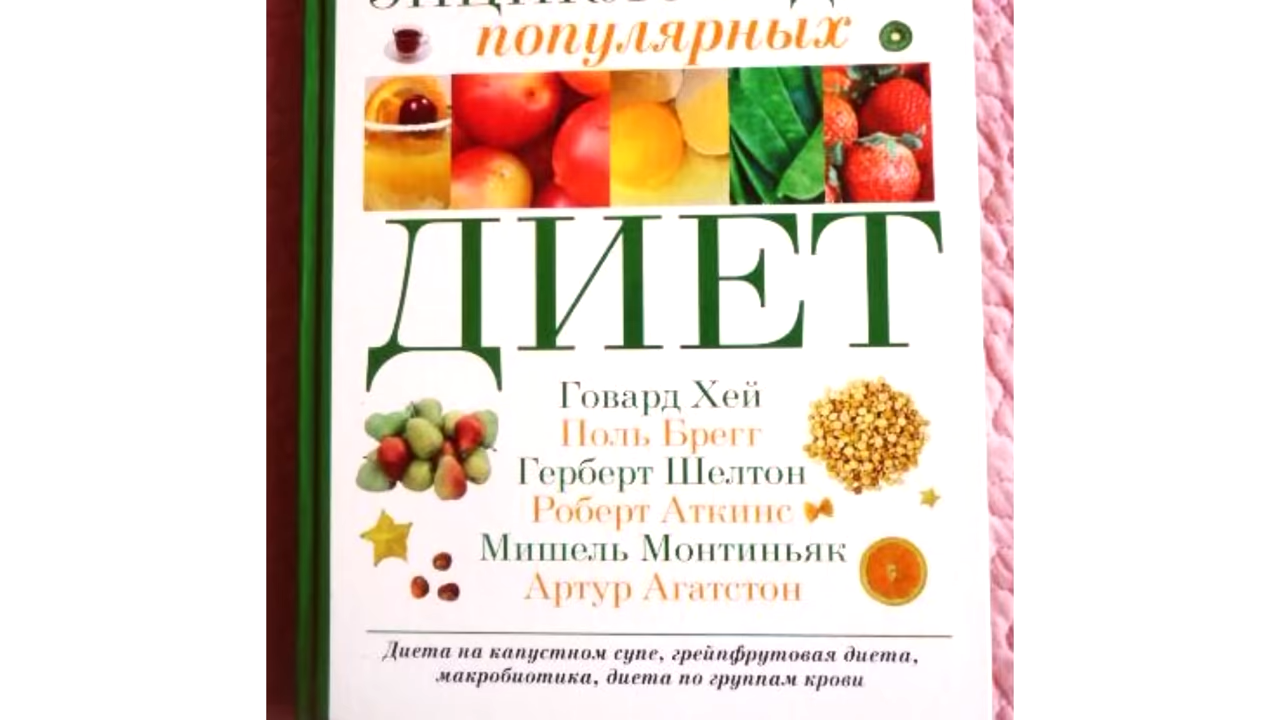 популярных
ДИЕТ
Говард Хей
Поль Брегг
Герберт Шелтон
Роберт Аткинс
Мишель Монтиньяк
Артур Агатстон
Диета на капустном супе, грейпфрутовая диета,
макробиотика, диета по группам крови